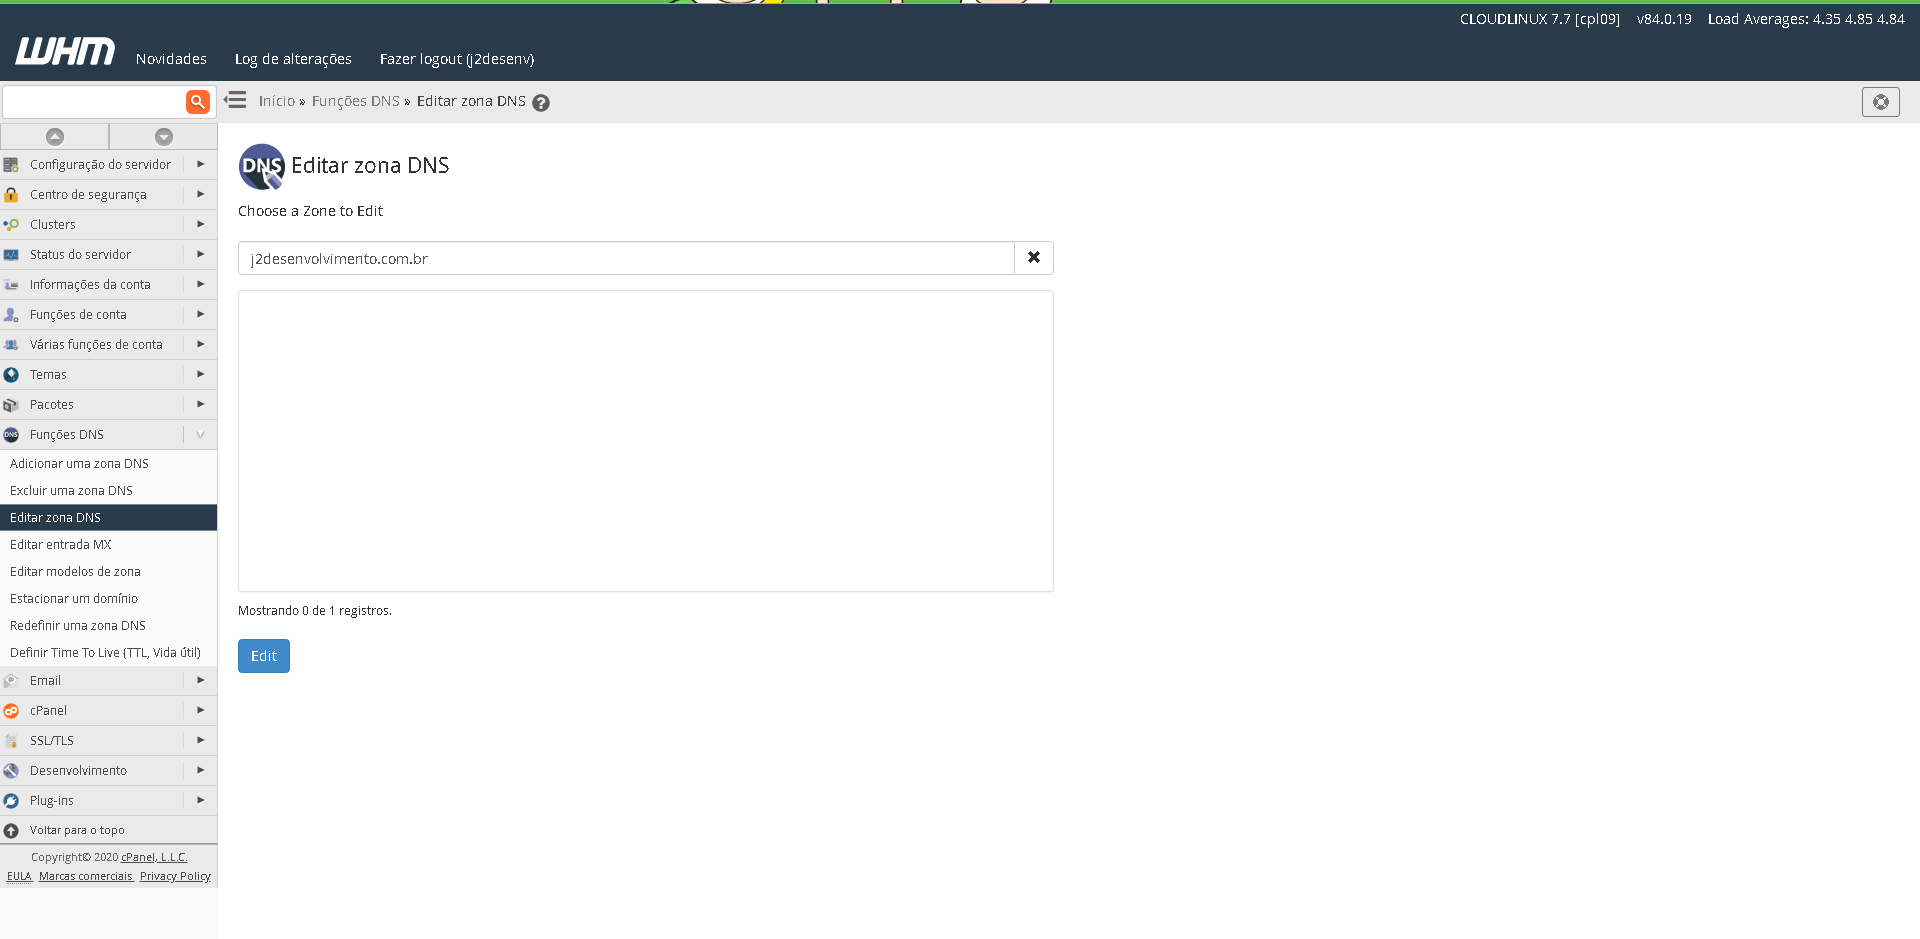 CLOUDLINUX 7.7 [cpl09] v84.0.19 Load Averages: 4.35 4.85 4.84
WHM Novidades Log de alterações Fazer logout (j2desenv)
Início » Funções DNS » Editar zona DNS ?
Configuração do servidor
Centro de segurança
Clusters
Status do servidor
Informações da conta
Funções de conta
Várias funções de conta
Temas
Pacotes
DNS Funções DNS
Adicionar uma zona DNS
Excluir uma zona DNS
Editar zona DNS
Editar entrada MX
Editar modelos de zona
Estacionar um domínio
Redefinir uma zona DNS
Definir Time To Live (TTL, Vida útil)
Email
cPanel
SSL/TLS
Desenvolvimento
Plug-ins
Voltar para o topo
Copyright© 2020 cPanel, L.L.C.
EULA Marcas comerciais Privacy Policy
DNS Editar zona DNS
Choose a Zone to Edit
j2desenvolvimento.com.br
Mostrando 0 de 1 registros.
Edit